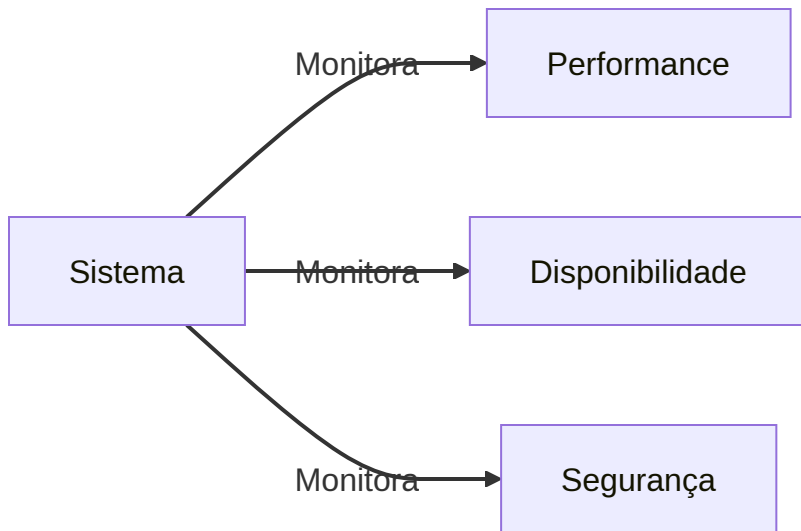 Monitora
Performance
Sistema
Monitora
Disponibilidade
Monitora
Segurança